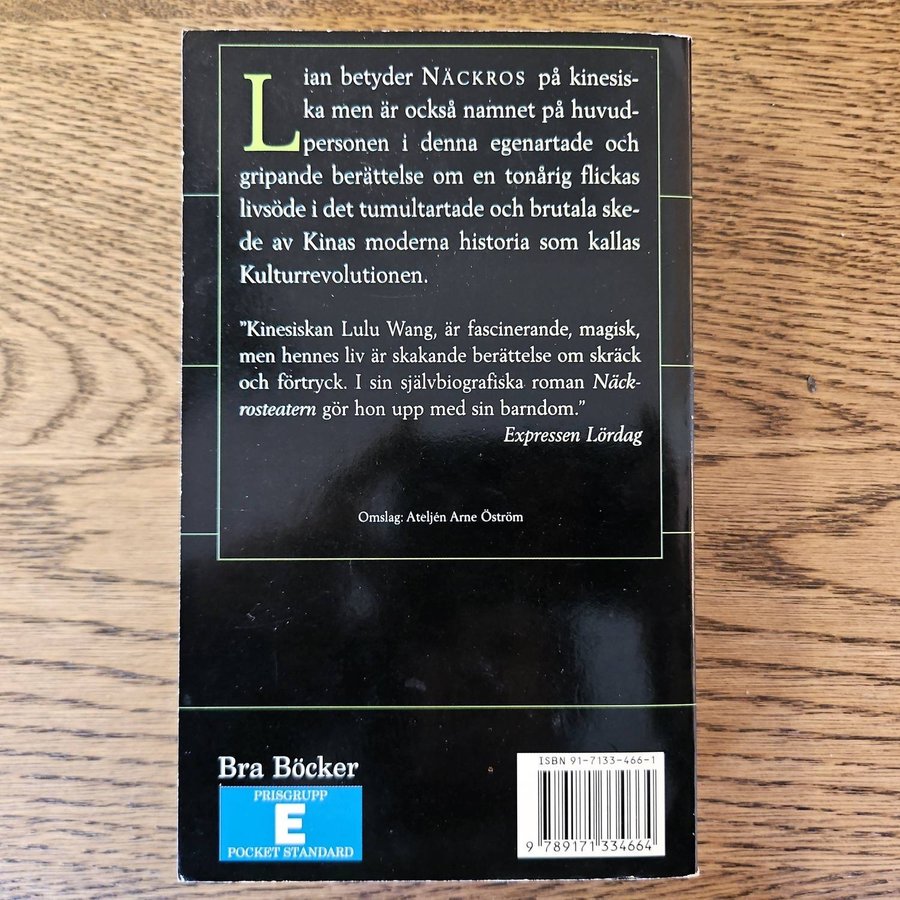 Lian betyder NÄCKROS på kinesis-
ka men är också namnet på huvud-
personen i denna egenartade och
gripande berättelse om en tonårig flickas
livsöde i det tumultartade och brutala ske-
de av Kinas moderna historia som kallas
Kulturrevolutionen.
"Kinesiskan Lulu Wang, är fascinerande, magisk,
men hennes liv är skakande berättelse om skräck
och förtryck. I sin självbiografiska roman Näck-
rosteatern gör hon upp med sin barndom."
Expressen Lördag
Omslag: Ateljén Arne Öström
Bra Böcker
PRISGRUPP
E
POCKET STANDARD
ISBN 91-7133-466-1
9 789171 334664